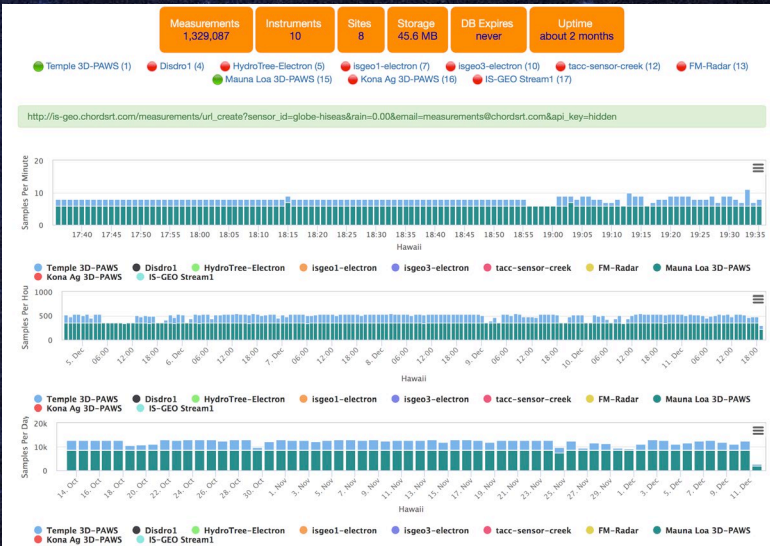 Measurements Instruments Sites Storage DB Expires Uptime
1,329,087 10 8 45.6 MB never about 2 months
Temple 3D-PAWS (1) Disdro1 (4) HydroTree-Electron (5) isgeo1-electron (7) isgeo3-electron (10) tacc-sensor-creek (12) FM-Radar (13)
Mauna Loa 3D-PAWS (15) Kona Ag 3D-PAWS (16) IS-GEO Stream1 (17)
http://is-geo.chordsrt.com/measurements/url_create?sensor_id=globe-hiseas&rain=0.00&email=measurements@chordsrt.com&api_key=hidden
Samples Per Minute
20
10
0
17:40 17:45 17:50 17:55 18:00 18:05 18:10 18:15 18:20 18:25 18:30 18:35 18:40 18:45 18:50 18:55 19:00 19:05 19:10 19:15 19:20 19:25 19:30 19:35
Hawaii
Temple 3D-PAWS Disdro1 HydroTree-Electron isgeo1-electron isgeo3-electron tacc-sensor-creek FM-Radar Mauna Loa 3D-PAWS
Kona Ag 3D-PAWS IS-GEO Stream1
Samples Per Hou
1000
500
0
5. Dec 06:00 12:00 18:00 6. Dec 06:00 12:00 18:00 7. Dec 06:00 12:00 18:00 8. Dec 06:00 12:00 18:00 9. Dec 06:00 12:00 18:00 10. Dec 06:00 12:00 18:00 11. Dec 06:00 12:00 18:00
Hawaii
Temple 3D-PAWS Disdro1 HydroTree-Electron isgeo1-electron isgeo3-electron tacc-sensor-creek FM-Radar Mauna Loa 3D-PAWS
Kona Ag 3D-PAWS IS-GEO Stream1
Samples Per Day
20k
10k
0
14. Oct 16. Oct 18. Oct 20. Oct 22. Oct 24. Oct 26. Oct 28. Oct 30. Oct 1. Nov 3. Nov 5. Nov 7. Nov 9. Nov 11. Nov 13. Nov 15. Nov 17. Nov 19. Nov 21. Nov 23. Nov 25. Nov 27. Nov 29. Nov 1. Dec 3. Dec 5. Dec 7. Dec 9. Dec 11. Dec
Hawaii
Temple 3D-PAWS Disdro1 HydroTree-Electron isgeo1-electron isgeo3-electron tacc-sensor-creek FM-Radar Mauna Loa 3D-PAWS
Kona Ag 3D-PAWS IS-GEO Stream1